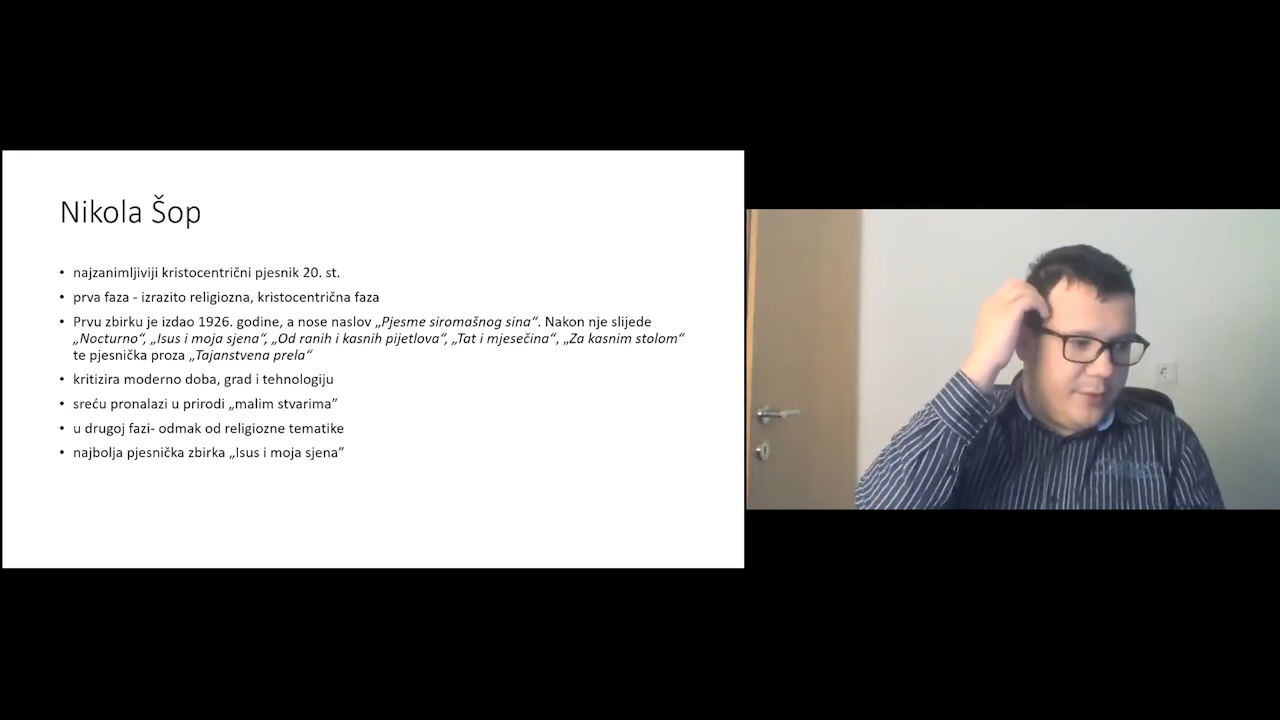 Nikola Šop
• najzanimljiviji kristocentrični pjesnik 20. st.
• prva faza - izrazito religiozna, kristocentrična faza
• Prvu zbirku je izdao 1926. godine, a nose naslov „Pjesme siromašnog sina“. Nakon nje slijede
„Nocturno“, „Isus i moja sjena“, „Od ranih i kasnih pijetlova“, „Tat i mjesečina“, „Za kasnim stolom“
te pjesnička proza „Tajanstvena prela“
• kritizira moderno doba, grad i tehnologiju
• sreću pronalazi u prirodi „malim stvarima”
• u drugoj fazi- odmak od religiozne tematike
• najbolja pjesnička zbirka „Isus i moja sjena”